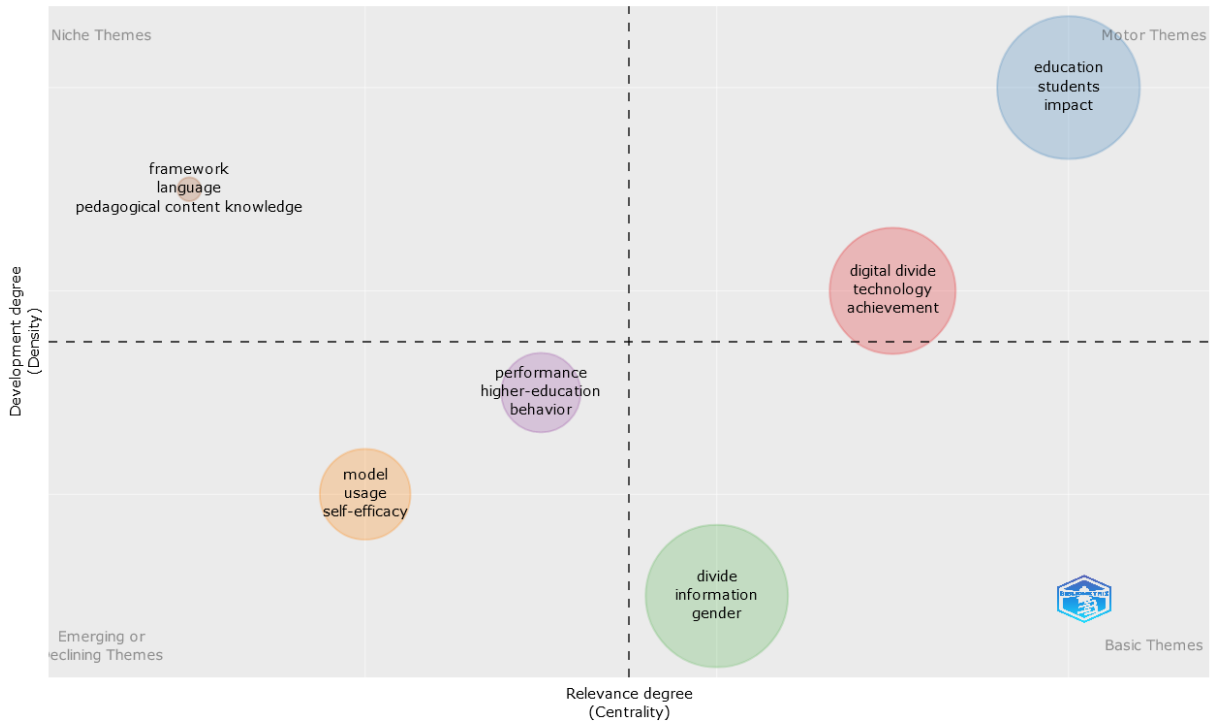 Niche Themes
Motor Themes
education
students
impact
framework
language
pedagogical content knowledge
digital divide
technology
achievement
Development degree
(Density)
performance
higher-education
behavior
model
usage
self-efficacy
divide
information
gender
Emerging or
eclining Themes
Basic Themes
Relevance degree
(Centrality)